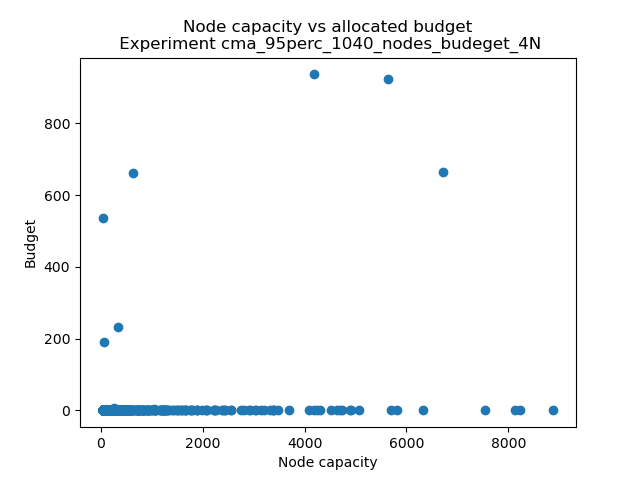 Node capacity vs allocated budget
Experiment cma_95perc_1040_nodes_budeget_4N
800
600
400
200
0
Budget
0 2000 4000 6000 8000
Node capacity